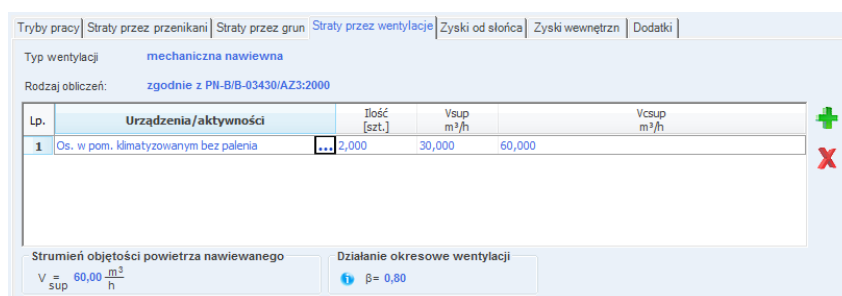 Tryby pracy Straty przez przenikani Straty przez grun Straty przez wentylacje Zyski od słońca Zyski wewnętrzn Dodatki
Typ wentylacji mechaniczna nawiewna
Rodzaj obliczeń: zgodnie z PN-B/B-03430/AZ3:2000
Lp. Urządzenia/aktywności Ilość [szt.] Vsup m³/h Vcsup m³/h
1 Os. w pom. klimatyzowanym bez palenia ... 2,000 30,000 60,000
Strumień objętości powietrza nawiewanego Działanie okresowe wentylacji
V sup = 60,00 m³/h β= 0,80